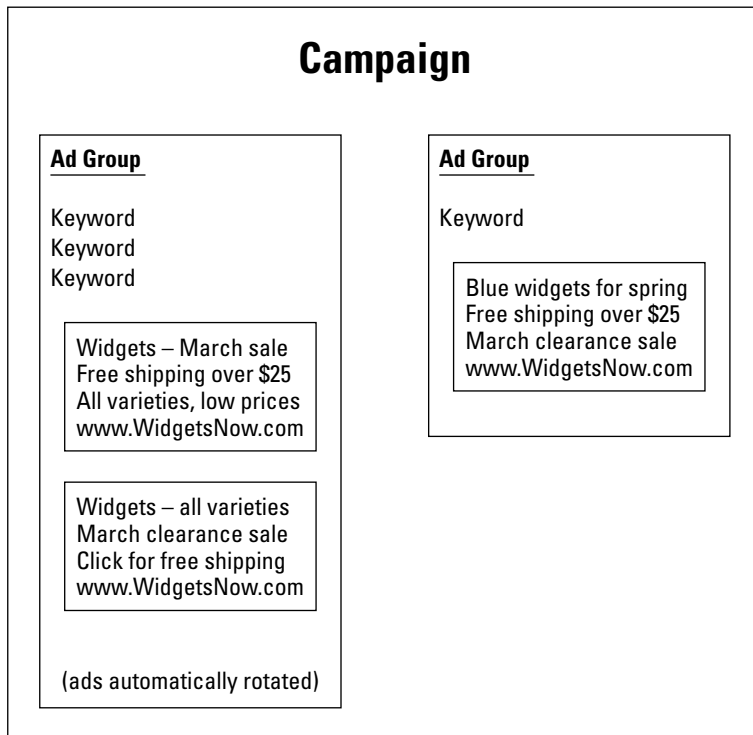 Campaign
Ad Group
Keyword
Keyword
Keyword
Widgets – March sale
Free shipping over $25
All varieties, low prices
www.WidgetsNow.com
Widgets – all varieties
March clearance sale
Click for free shipping
www.WidgetsNow.com
(ads automatically rotated)
Ad Group
Keyword
Blue widgets for spring
Free shipping over $25
March clearance sale
www.WidgetsNow.com